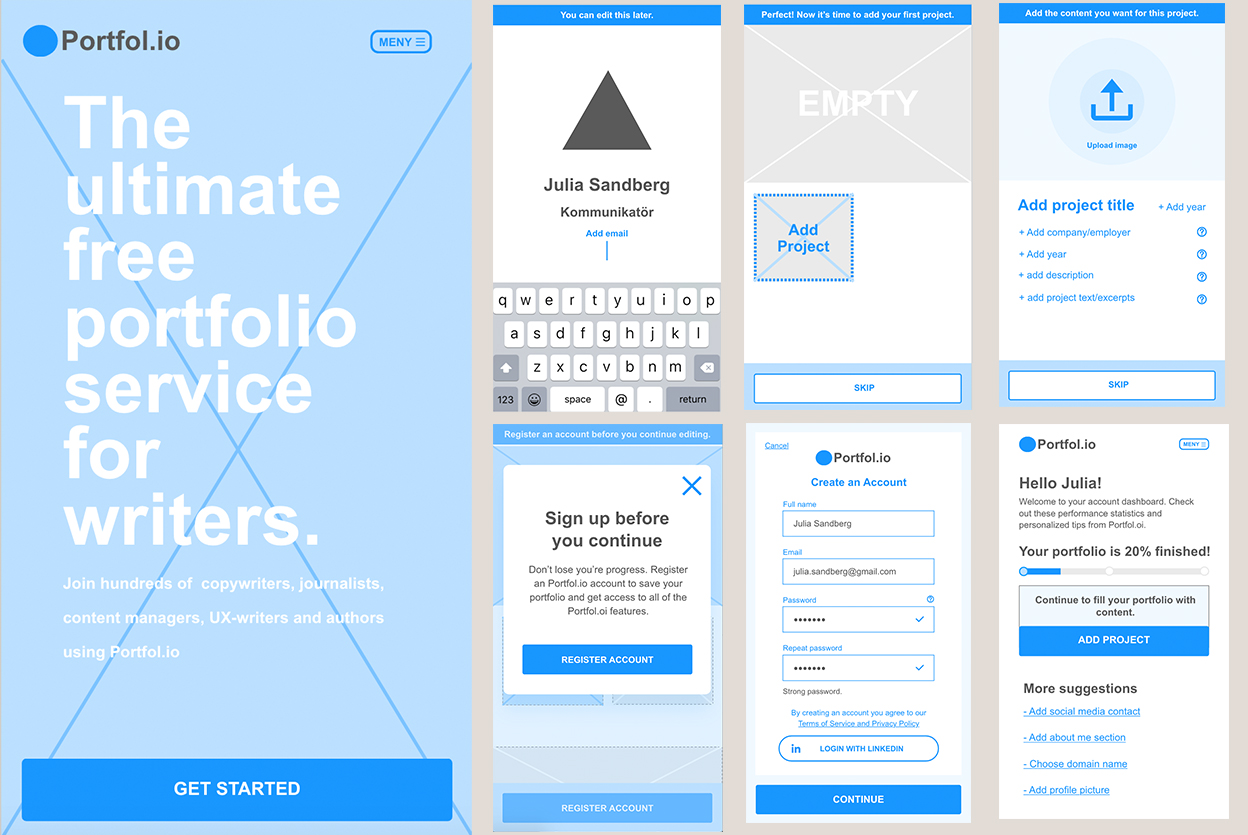 Portfol.io
MENY
The
ultimate
free
portfolio
service
for
writers.
Join hundreds of copywriters, journalists,
content managers, UX-writers and authors
using Portfol.io
GET STARTED
You can edit this later.
Julia Sandberg
Kommunikatör
Add email
q w e r t y u i o p
a s d f g h j k l
z x c v b n m
123 space @ . return
Perfect! Now it's time to add your first project.
EMPTY
Add
Project
SKIP
Add the content you want for this project.
Upload image
Add project title + Add year
+ Add company/employer
+ Add year
+ add description
+ add project text/excerpts
SKIP
Register an account before you continue editing.
Sign up before
you continue
Don't lose you're progress. Register
an Portfol.io account to save your
portfolio and get access to all of the
Portfol.oi features.
REGISTER ACCOUNT
REGISTER ACCOUNT
Cancel
Portfol.io
Create an Account
Full name
Julia Sandberg
Email
julia.sandberg@gmail.com
Password
•••••••
Repeat password
•••••••
Strong password.
By creating an account you agree to our
Terms of Service and Privacy Policy
in LOGIN WITH LINKEDIN
CONTINUE
Portfol.io
MENY
Hello Julia!
Welcome to your account dashboard. Check
out these performance statistics and
personalized tips from Portfol.oi.
Your portfolio is 20% finished!
Continue to fill your portfolio with
content.
ADD PROJECT
More suggestions
- Add social media contact
- Add about me section
- Choose domain name
- Add profile picture